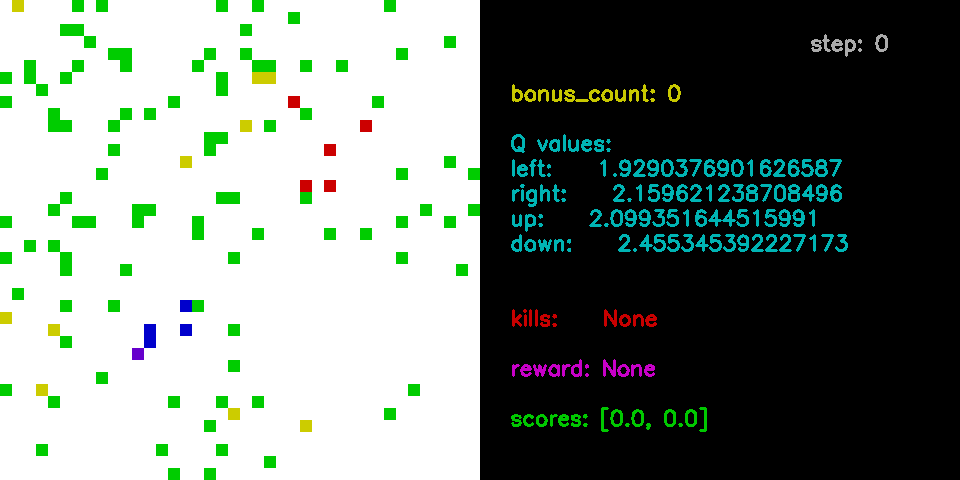 step: 0
bonus_count: 0
Q values:
left: 1.9290376901626587
right: 2.159621238708496
up: 2.099351644515991
down: 2.455345392227173
kills: None
reward: None
scores: [0.0, 0.0]